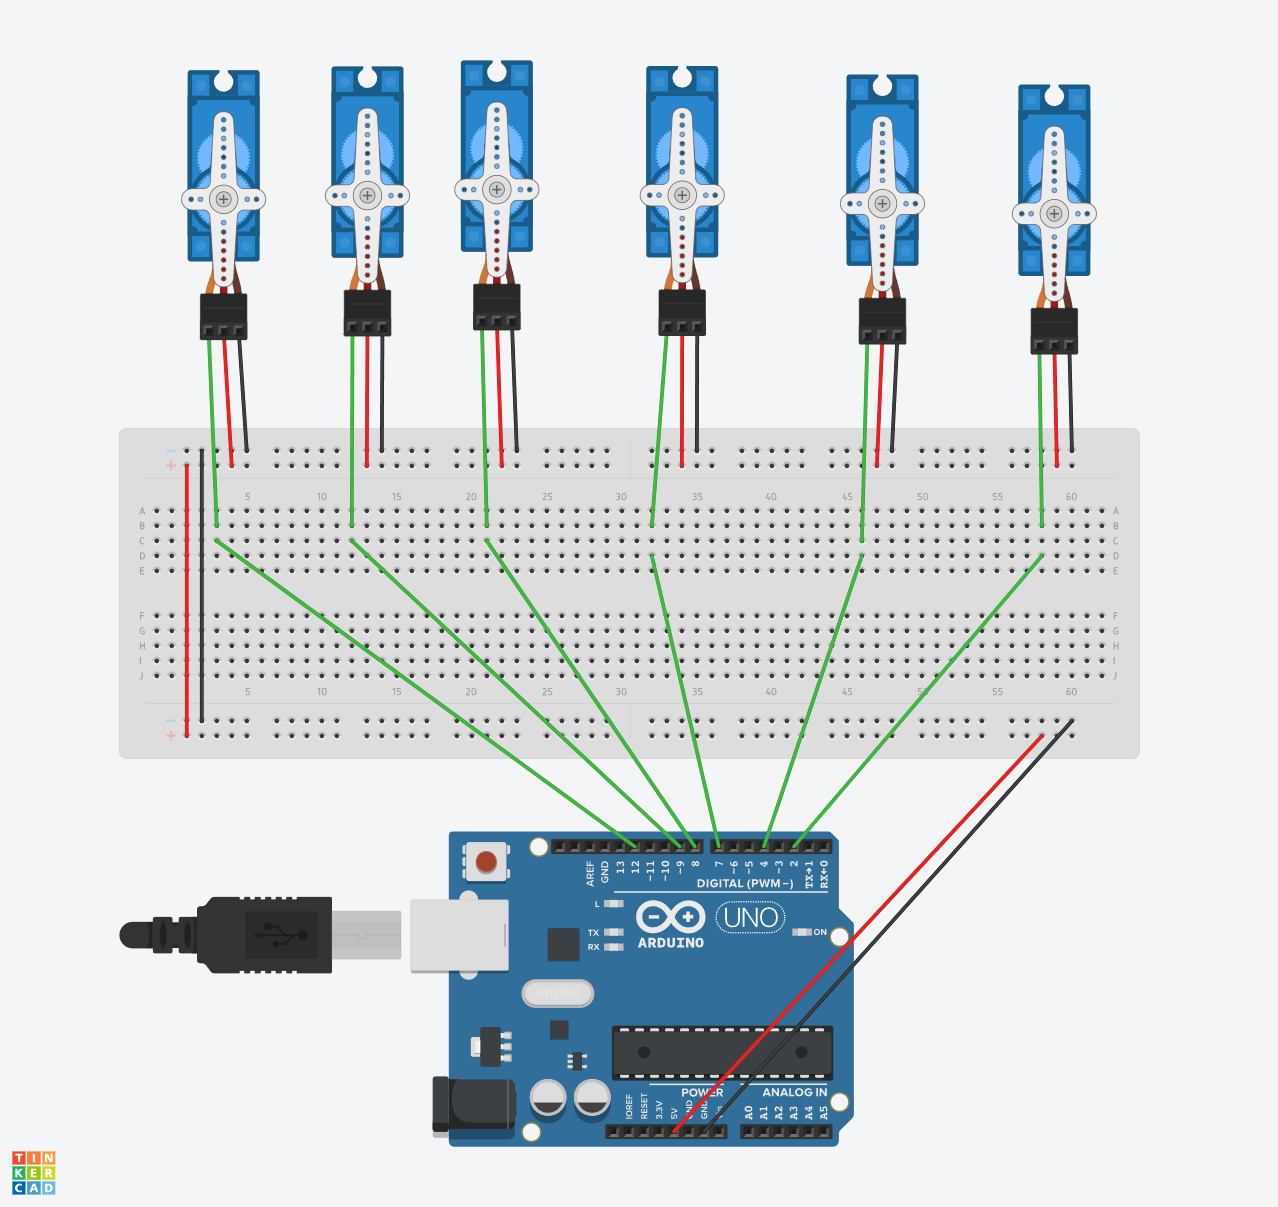 − −
+ +
5 10 15 20 25 30 35 40 45 50 55 60
A A
B B
C C
D D
E E
F F
G G
H H
I I
J J
5 10 15 20 25 30 35 40 45 50 55 60
−
+
AREF GND 13 12 ~11 ~10 ~9 8 7 ~6 ~5 4 ~3 2 TX→1 RX←0
DIGITAL (PWM~)
L
TX
RX
ARDUINO
UNO
ON
POWER
ANALOG IN
IOREF RESET 3.3V 5V GND GND A0 A1 A2 A3 A4 A5
TIN
KER
CAD